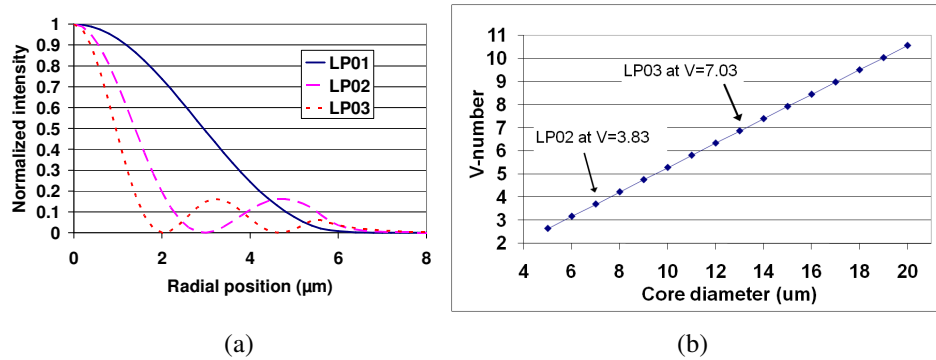 Normalized intensity
1
0.9
0.8
0.7
0.6
0.5
0.4
0.3
0.2
0.1
0
0 2 4 6 8
Radial position (µm)
LP01
LP02
LP03
(a)
V-number
11
10
9
8
7
6
5
4
3
2
4 6 8 10 12 14 16 18 20
Core diameter (um)
LP03 at V=7.03
LP02 at V=3.83
(b)